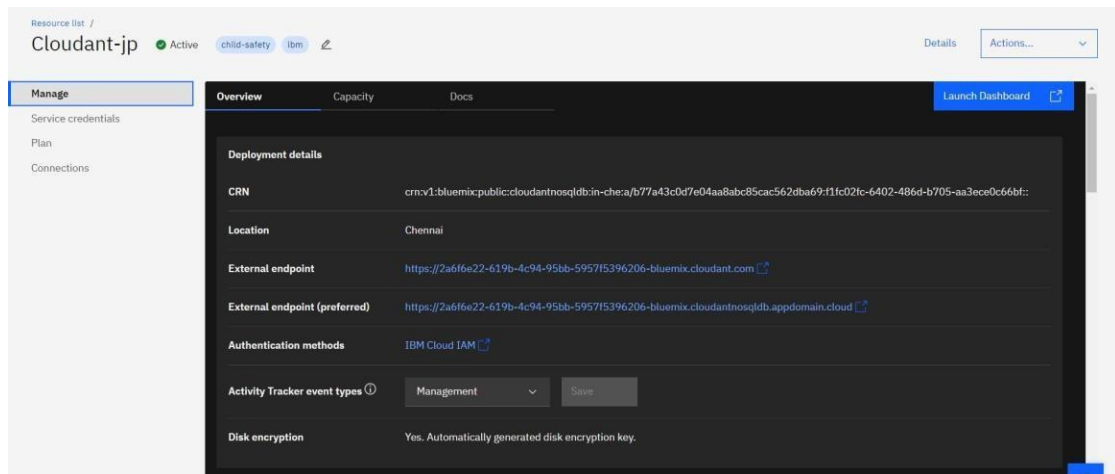 Resource list /
Cloudant-jp Active child-safety ibm Details Actions...
Manage
Service credentials
Plan
Connections
Overview Capacity Docs Launch Dashboard
Deployment details
CRN crn:v1:bluemix:public:cloudantnosqldb:in-che:a/b77a43c0d7e04aa8abc85cac562dba69:f1fc02fc-6402-486d-b705-aa3ece0c66bf::
Location Chennai
External endpoint https://2a6f6e22-619b-4c94-95bb-5957f5396206-bluemix.cloudant.com
External endpoint (preferred) https://2a6f6e22-619b-4c94-95bb-5957f5396206-bluemix.cloudantnosqldb.appdomain.cloud
Authentication methods IBM Cloud IAM
Activity Tracker event types Management Save
Disk encryption Yes. Automatically generated disk encryption key.